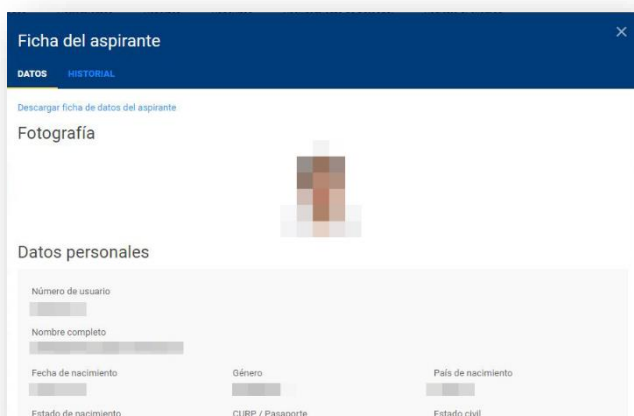 Ficha del aspirante
DATOS HISTORIAL
Descargar ficha de datos del aspirante
Fotografía
Datos personales
Número de usuario
Nombre completo
Fecha de nacimiento Género País de nacimiento
Estado de nacimiento CURP / Pasaporte Estado civil